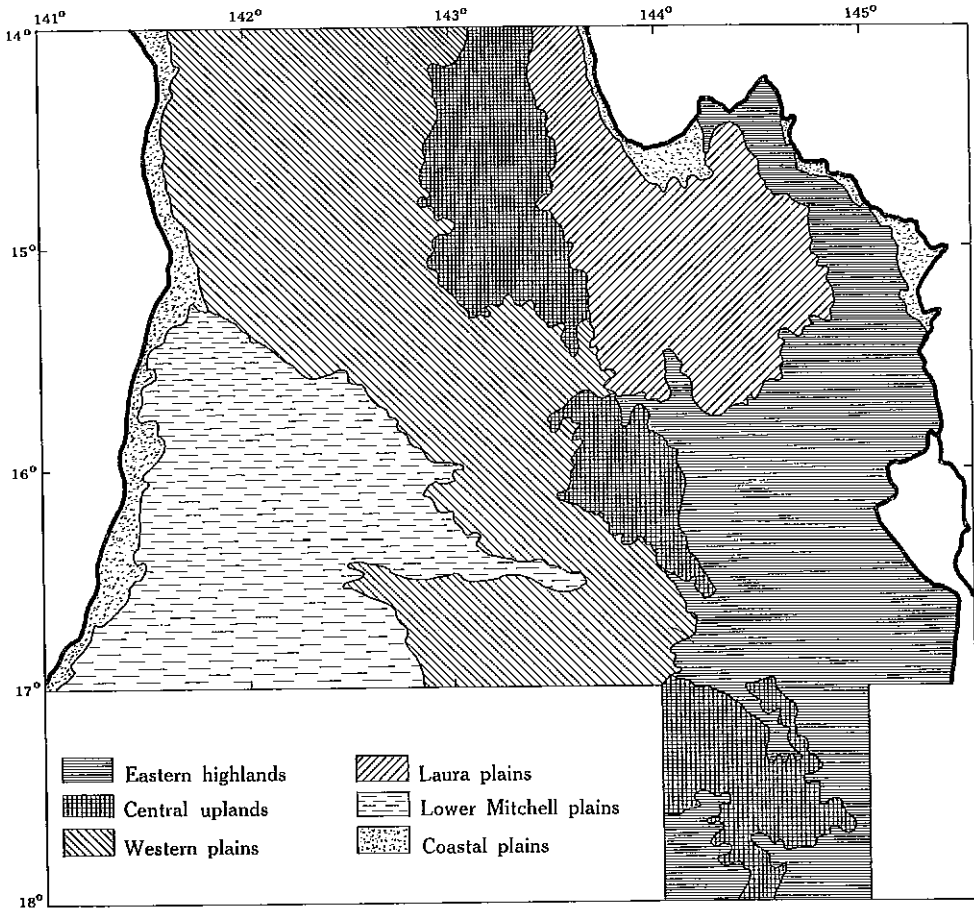 141° 142° 143° 144° 145°
14°
15°
16°
17°
18°
Eastern highlands
Central uplands
Western plains
Laura plains
Lower Mitchell plains
Coastal plains